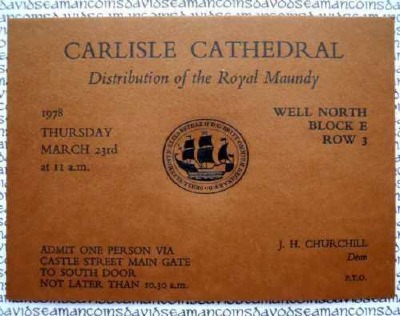 CARLISLE CATHEDRAL
Distribution of the Royal Maundy
1978
THURSDAY
MARCH 23rd
at 11 a.m.
WELL NORTH
BLOCK E
ROW 3
ADMIT ONE PERSON VIA
CASTLE STREET MAIN GATE
TO SOUTH DOOR
NOT LATER THAN 10.30 a.m.
J. H. CHURCHILL
Dean
P.T.O.
davidseamancoins